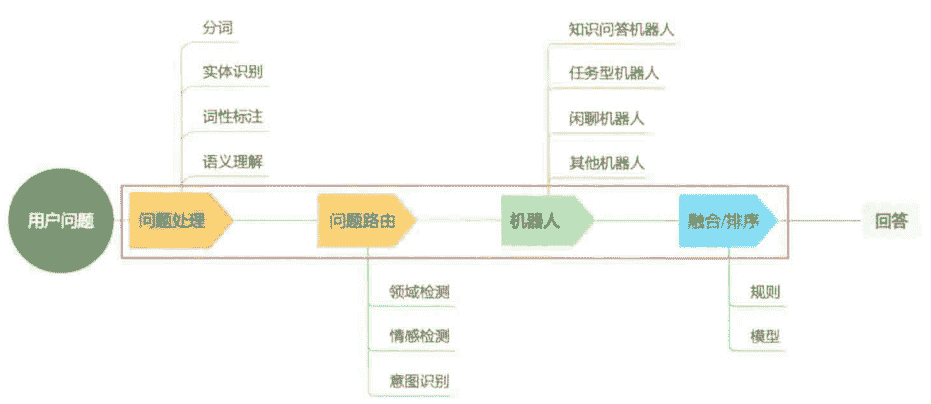 分词
实体识别
词性标注
语义理解
知识问答机器人
任务型机器人
闲聊机器人
其他机器人
用户问题
问题处理
问题路由
机器人
融合/排序
回答
领域检测
情感检测
意图识别
规则
模型